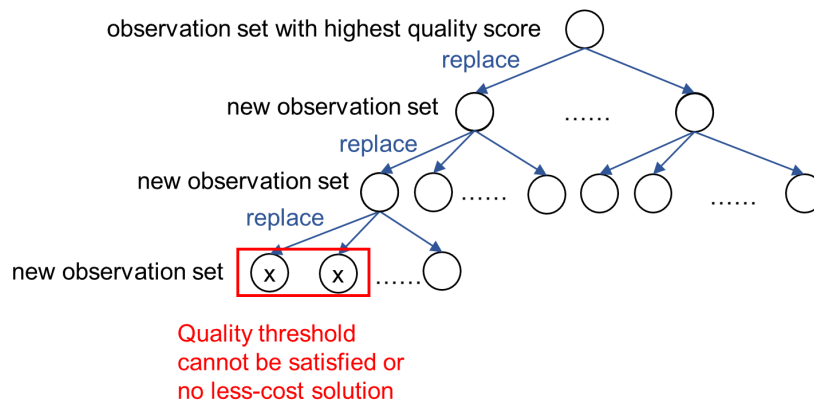 observation set with highest quality score
replace
new observation set
......
replace
new observation set
......
......
replace
new observation set
x
x
......
Quality threshold
cannot be satisfied or
no less-cost solution